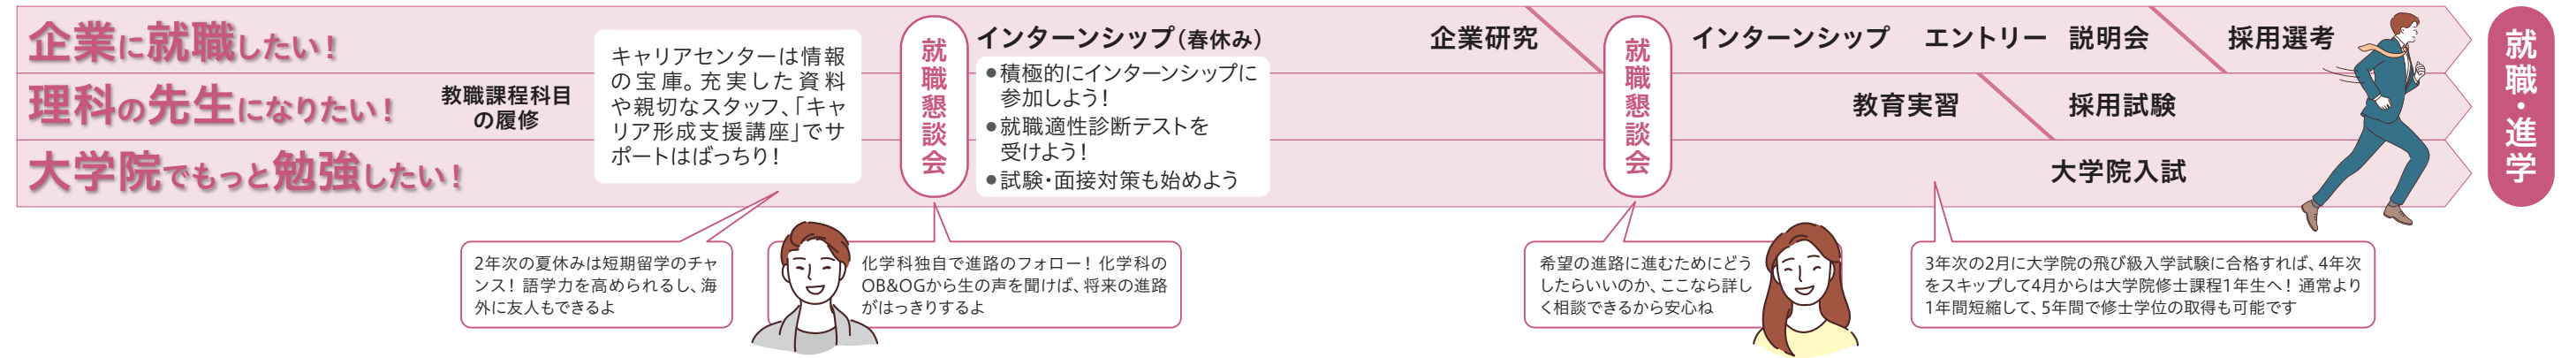 企業に就職したい！
理科の先生になりたい！
大学院でもっと勉強したい！
教職課程科目
の履修
キャリアセンターは情報
の宝庫。充実した資料
や親切なスタッフ、「キャ
リア形成支援講座」でサ
ポートはばっちり！
就職懇談会
インターンシップ（春休み）
●積極的にインターンシップに
参加しよう！
●就職適性診断テストを
受けよう！
●試験・面接対策も始めよう
企業研究
就職懇談会
インターンシップ
エントリー
説明会
採用選考
教育実習
採用試験
大学院入試
就職・進学
2年次の夏休みは短期留学のチャ
ンス！語学力を高められるし、海
外に友人もできるよ
化学科独自で進路のフォロー！化学科の
OB&OGから生の声を聞けば、将来の進路
がはっきりするよ
希望の進路に進むためにどう
したらいいのか、ここなら詳し
く相談できるから安心ね
3年次の2月に大学院の飛び級入学試験に合格すれば、4年次
をスキップして4月からは大学院修士課程1年生へ！通常より
1年間短縮して、5年間で修士学位の取得も可能です